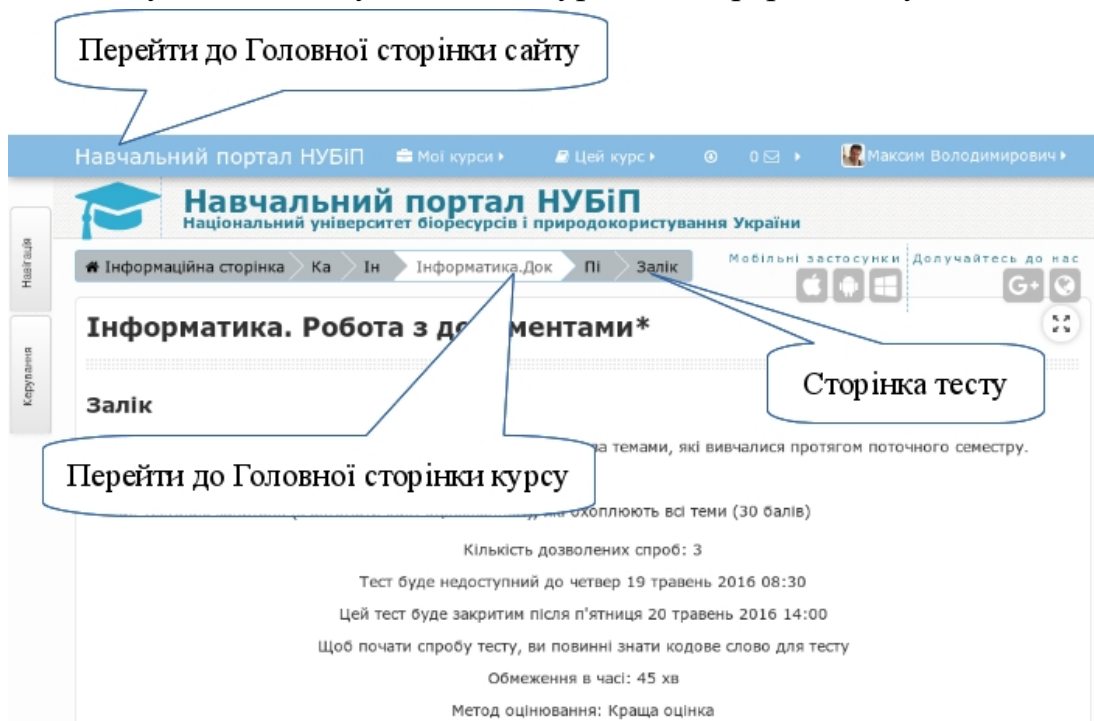 Перейти до Головної сторінки сайту
Навчальний портал НУБіП Мої курси Цей курс 0 Максим Володимирович
Навчальний портал НУБіП
Національний університет біоресурсів і природокористування України
Мобільні застосунки Долучайтесь до нас
Інформаційна сторінка Ка Ін Інформатика.Док Пі Залік
G+
Навігація
Керування
Інформатика. Робота з документами*
Сторінка тесту
Залік
темами, які вивчалися протягом поточного семестру.
Перейти до Головної сторінки курсу
охоплюють всі теми (30 балів)
Кількість дозволених спроб: 3
Тест буде недоступний до четвер 19 травень 2016 08:30
Цей тест буде закритим після п'ятниця 20 травень 2016 14:00
Щоб почати спробу тесту, ви повинні знати кодове слово для тесту
Обмеження в часі: 45 хв
Метод оцінювання: Краща оцінка